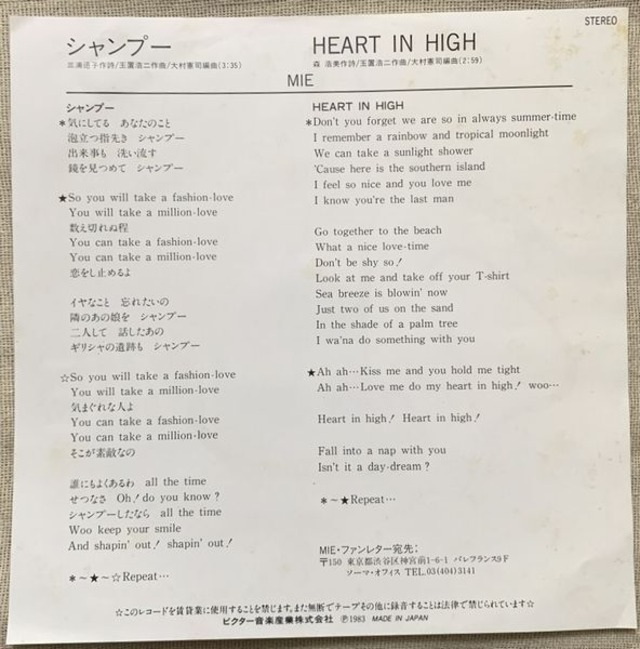 STEREO
シャンプー
三浦徳子作詩/玉置浩二作曲/大村憲司編曲(3:35)
HEART IN HIGH
森 浩美作詩/玉置浩二作曲/大村憲司編曲(2:59)
MIE
シャンプー
*気にしてる あなたのこと
泡立つ指先き シャンプー
出来事も 洗い流す
鏡を見つめて シャンプー
★So you will take a fashion-love
You will take a million-love
数え切れぬ程
You can take a fashion-love
You can take a million-love
恋をし止めるよ
イヤなこと 忘れたいの
隣のあの娘を シャンプー
二人して 話したあの
ギリシャの遺跡も シャンプー
☆So you will take a fashion-love
You will take a million-love
気まぐれな人よ
You can take a fashion-love
You can take a million-love
そこが素敵なの
誰にもよくあるわ all the time
せつなさ Oh! do you know?
シャンプーしたなら all the time
Woo keep your smile
And shapin' out! shapin' out!
*~★~☆Repeat…
HEART IN HIGH
*Don't you forget we are so in always summer-time
I remember a rainbow and tropical moonlight
We can take a sunlight shower
'Cause here is the southern island
I feel so nice and you love me
I know you're the last man
Go together to the beach
What a nice love-time
Don't be shy so!
Look at me and take off your T-shirt
Sea breeze is blowin' now
Just two of us on the sand
In the shade of a palm tree
I wa'na do something with you
★Ah ah…Kiss me and you hold me tight
Ah ah…Love me do my heart in high! woo…
Heart in high! Heart in high!
Fall into a nap with you
Isn't it a day-dream?
*~★Repeat…
MIE・ファンレター宛先;
〒150 東京都渋谷区神宮前1-6-1 パレフランス9F
ソーマ・オフィス TEL.03(404)3141
☆このレコードを賃貸業に使用することを禁じます。また無断でテープその他に録音することは法律で禁じられています☆
ビクター音楽産業株式会社 Ⓟ1983 MADE IN JAPAN